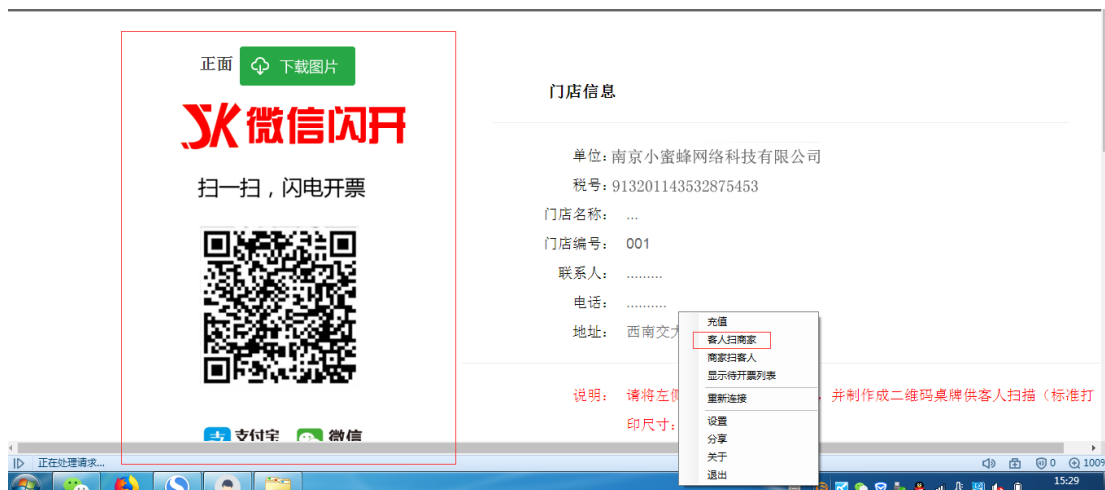 正面 下载图片
微信闪开
扫一扫，闪电开票
支付宝 微信
门店信息
单位：南京小蜜蜂网络科技有限公司
税号：913201143532875453
门店名称： ...
门店编号： 001
联系人： .........
电话： ..........
地址： 西南交
说明： 请将左 并制作成二维码桌牌供客人扫描（标准打
印尺寸：
充值
客人扫商家
商家扫客人
显示待开票列表
重新连接
设置
分享
关于
退出
正在处理请求...
0 100%
15:29